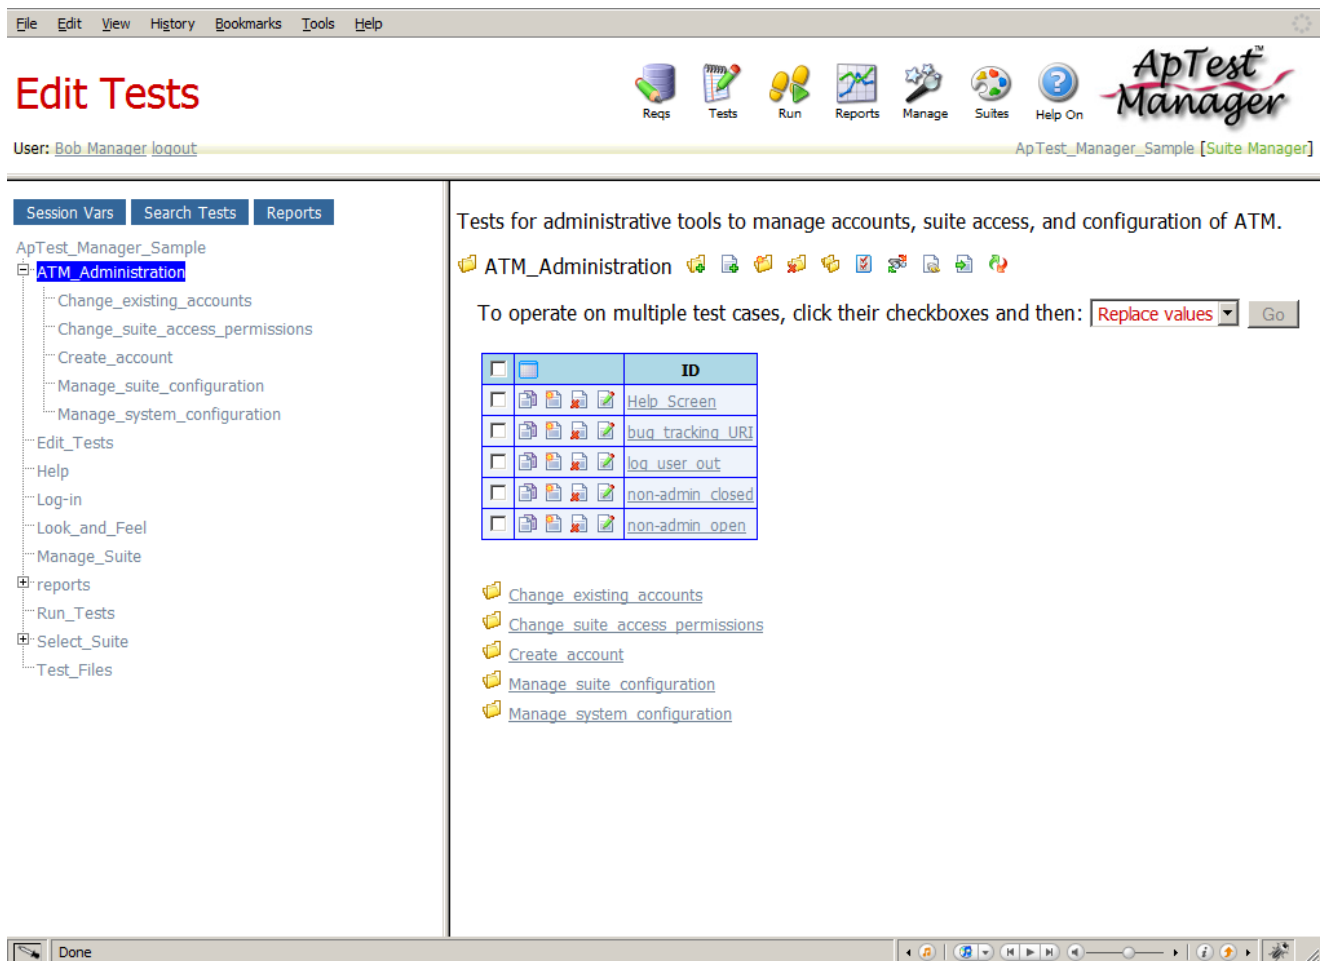 File Edit View History Bookmarks Tools Help
Edit Tests
Reqs Tests Run Reports Manage Suites Help On
ApTest Manager™
User: Bob Manager logout
ApTest_Manager_Sample [Suite Manager]
Session Vars Search Tests Reports
ApTest_Manager_Sample
ATM_Administration
Change_existing_accounts
Change_suite_access_permissions
Create_account
Manage_suite_configuration
Manage_system_configuration
Edit_Tests
Help
Log-in
Look_and_Feel
Manage_Suite
reports
Run_Tests
Select_Suite
Test_Files
Tests for administrative tools to manage accounts, suite access, and configuration of ATM.
ATM_Administration
To operate on multiple test cases, click their checkboxes and then: Replace values Go
ID
Help_Screen
bug_tracking_URI
log_user_out
non-admin_closed
non-admin_open
Change_existing_accounts
Change_suite_access_permissions
Create_account
Manage_suite_configuration
Manage_system_configuration
Done